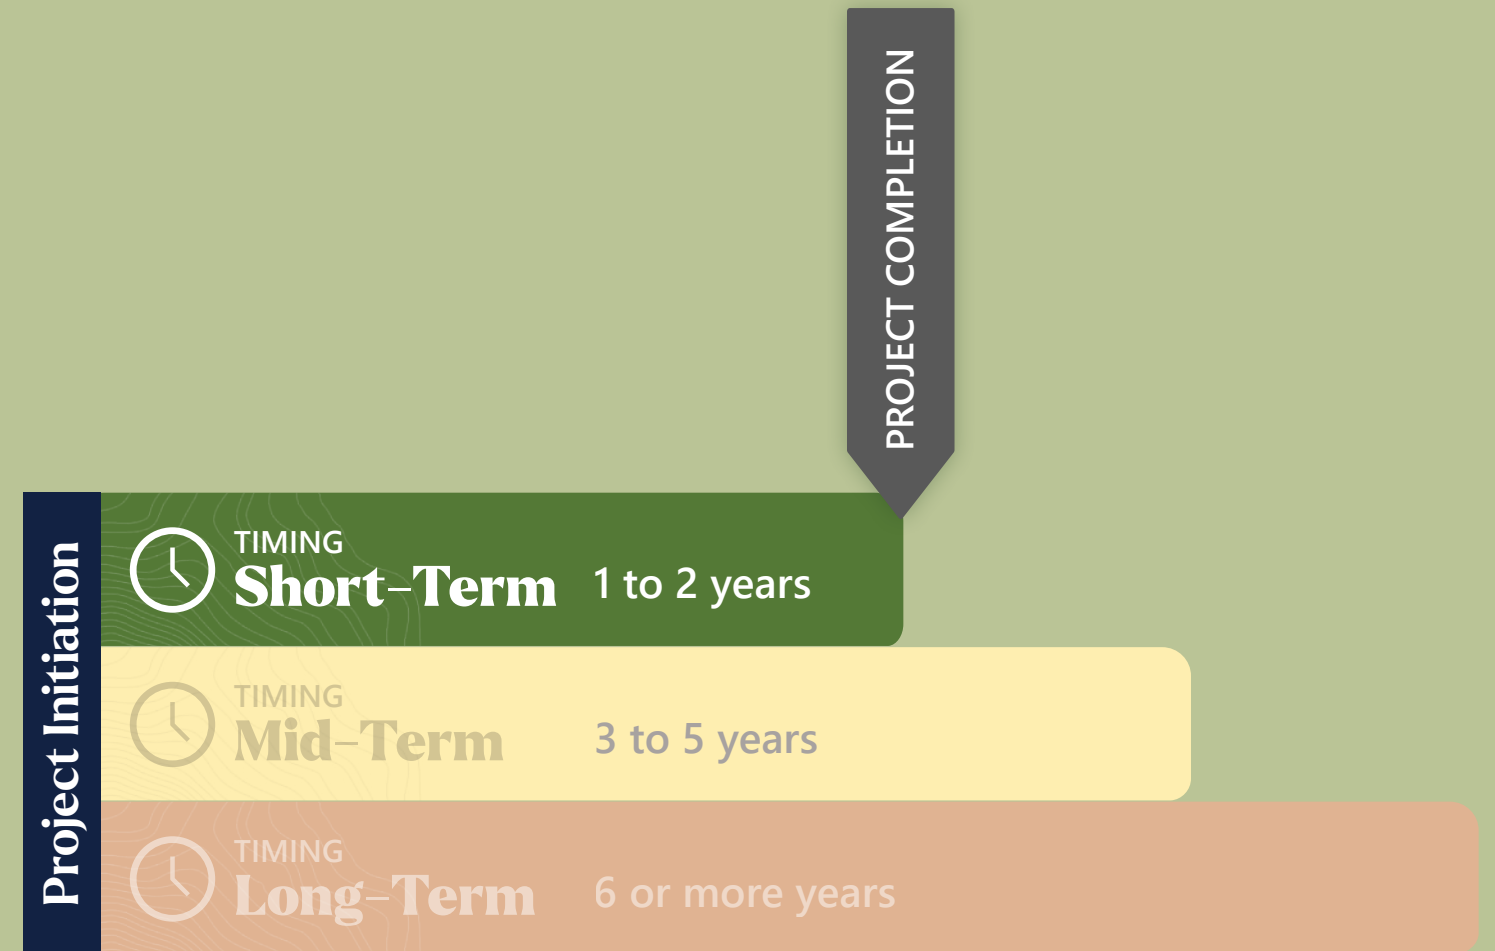 PROJECT COMPLETION
Project Initiation
TIMING
Short-Term 1 to 2 years
TIMING
Mid-Term 3 to 5 years
TIMING
Long-Term 6 or more years